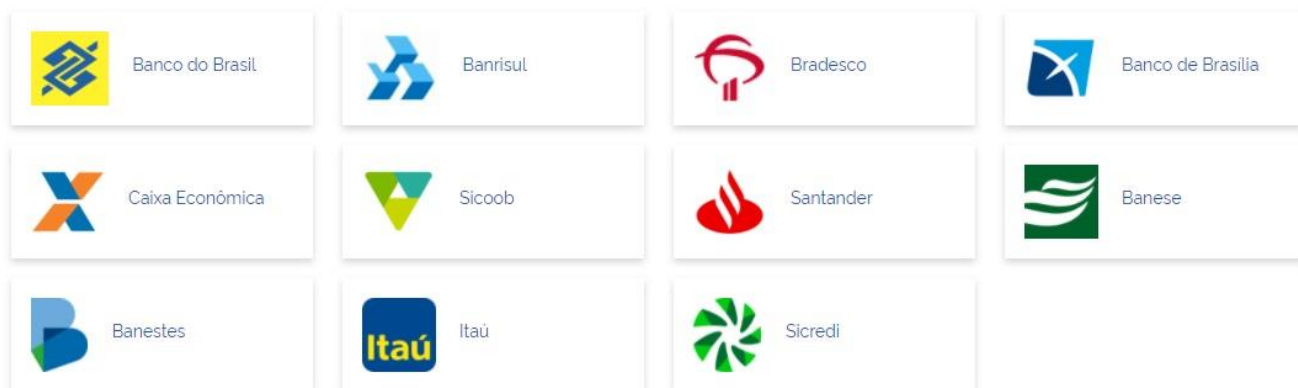 Banco do Brasil
Banrisul
Bradesco
Banco de Brasília
Caixa Econômica
Sicoob
Santander
Banese
Banestes
Itaú
Itaú
Sicredi